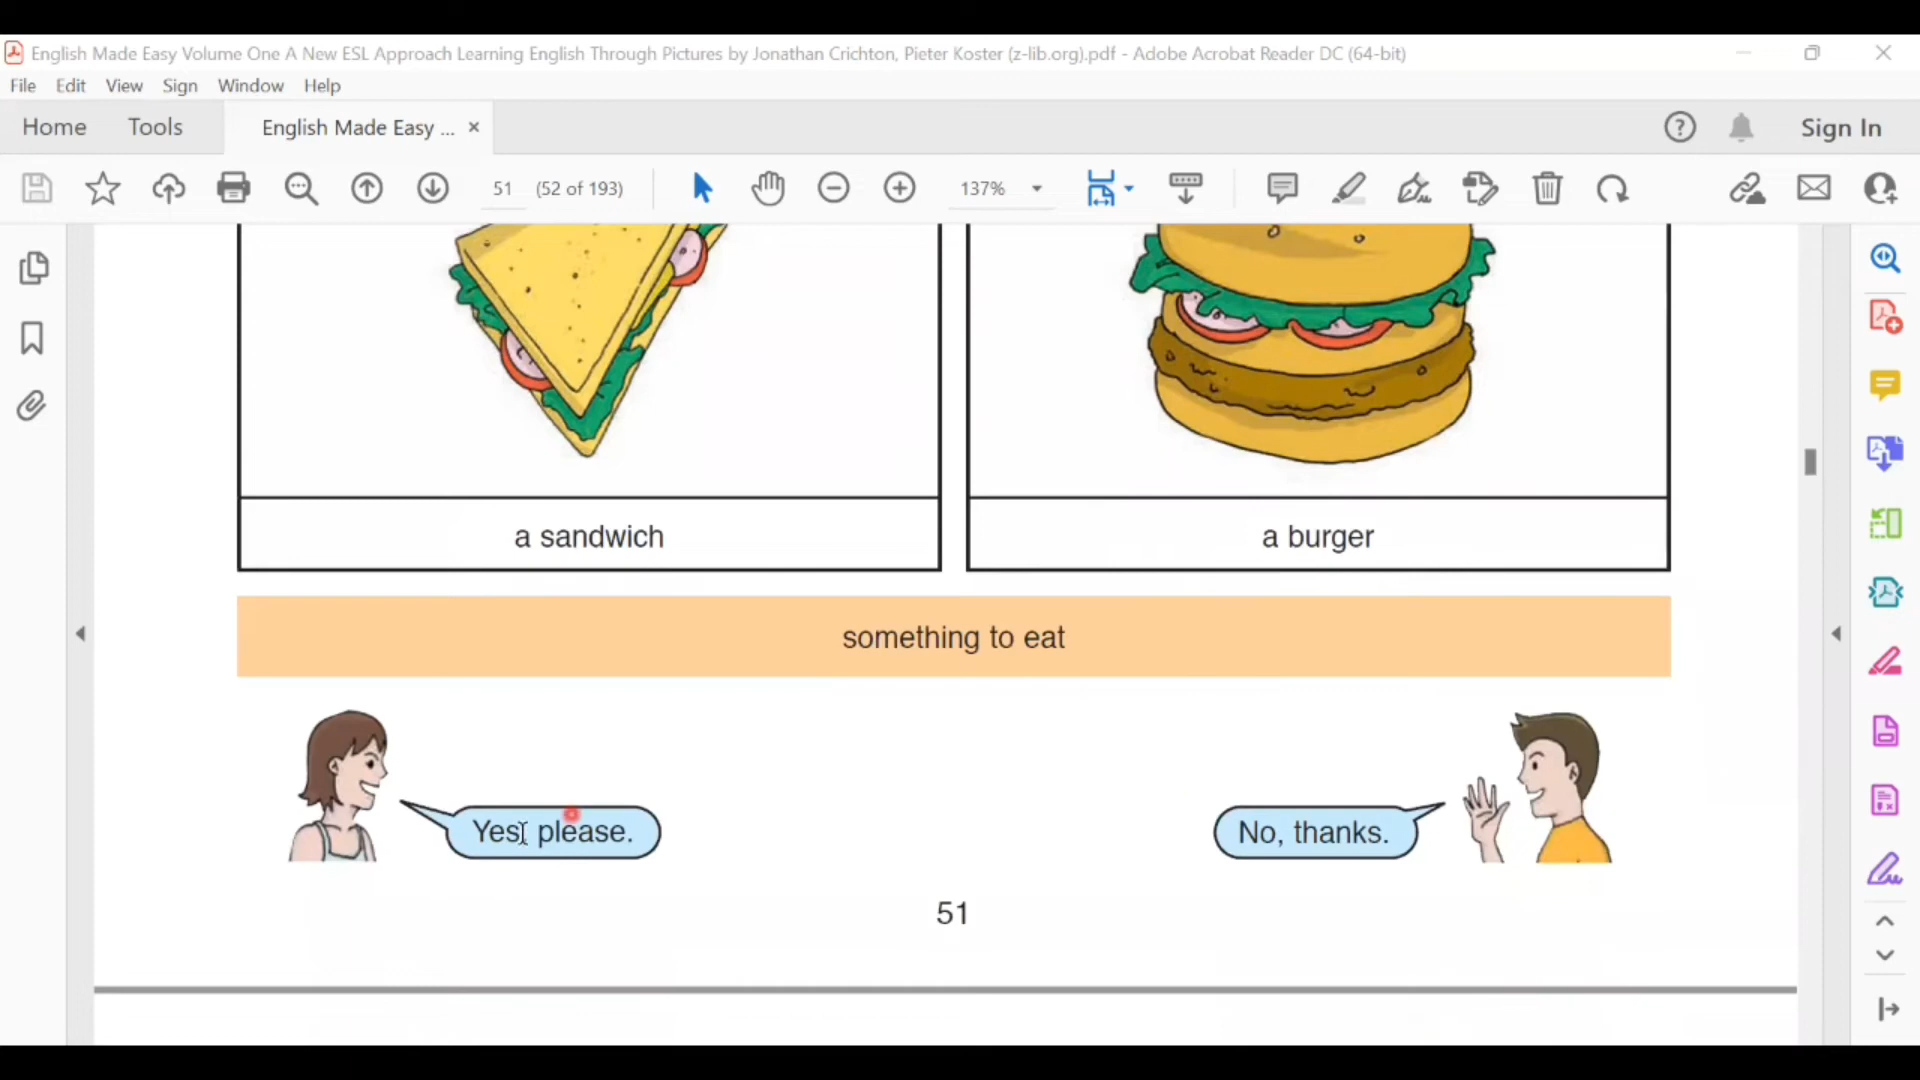 English Made Easy Volume One A New ESL Approach Learning English Through Pictures by Jonathan Crichton, Pieter Koster (z-lib.org).pdf - Adobe Acrobat Reader DC (64-bit)
File Edit View Sign Window Help
Home Tools English Made Easy ... Sign In
51 (52 of 193) 137%
a sandwich
a burger
something to eat
Yes, please.
No, thanks.
51